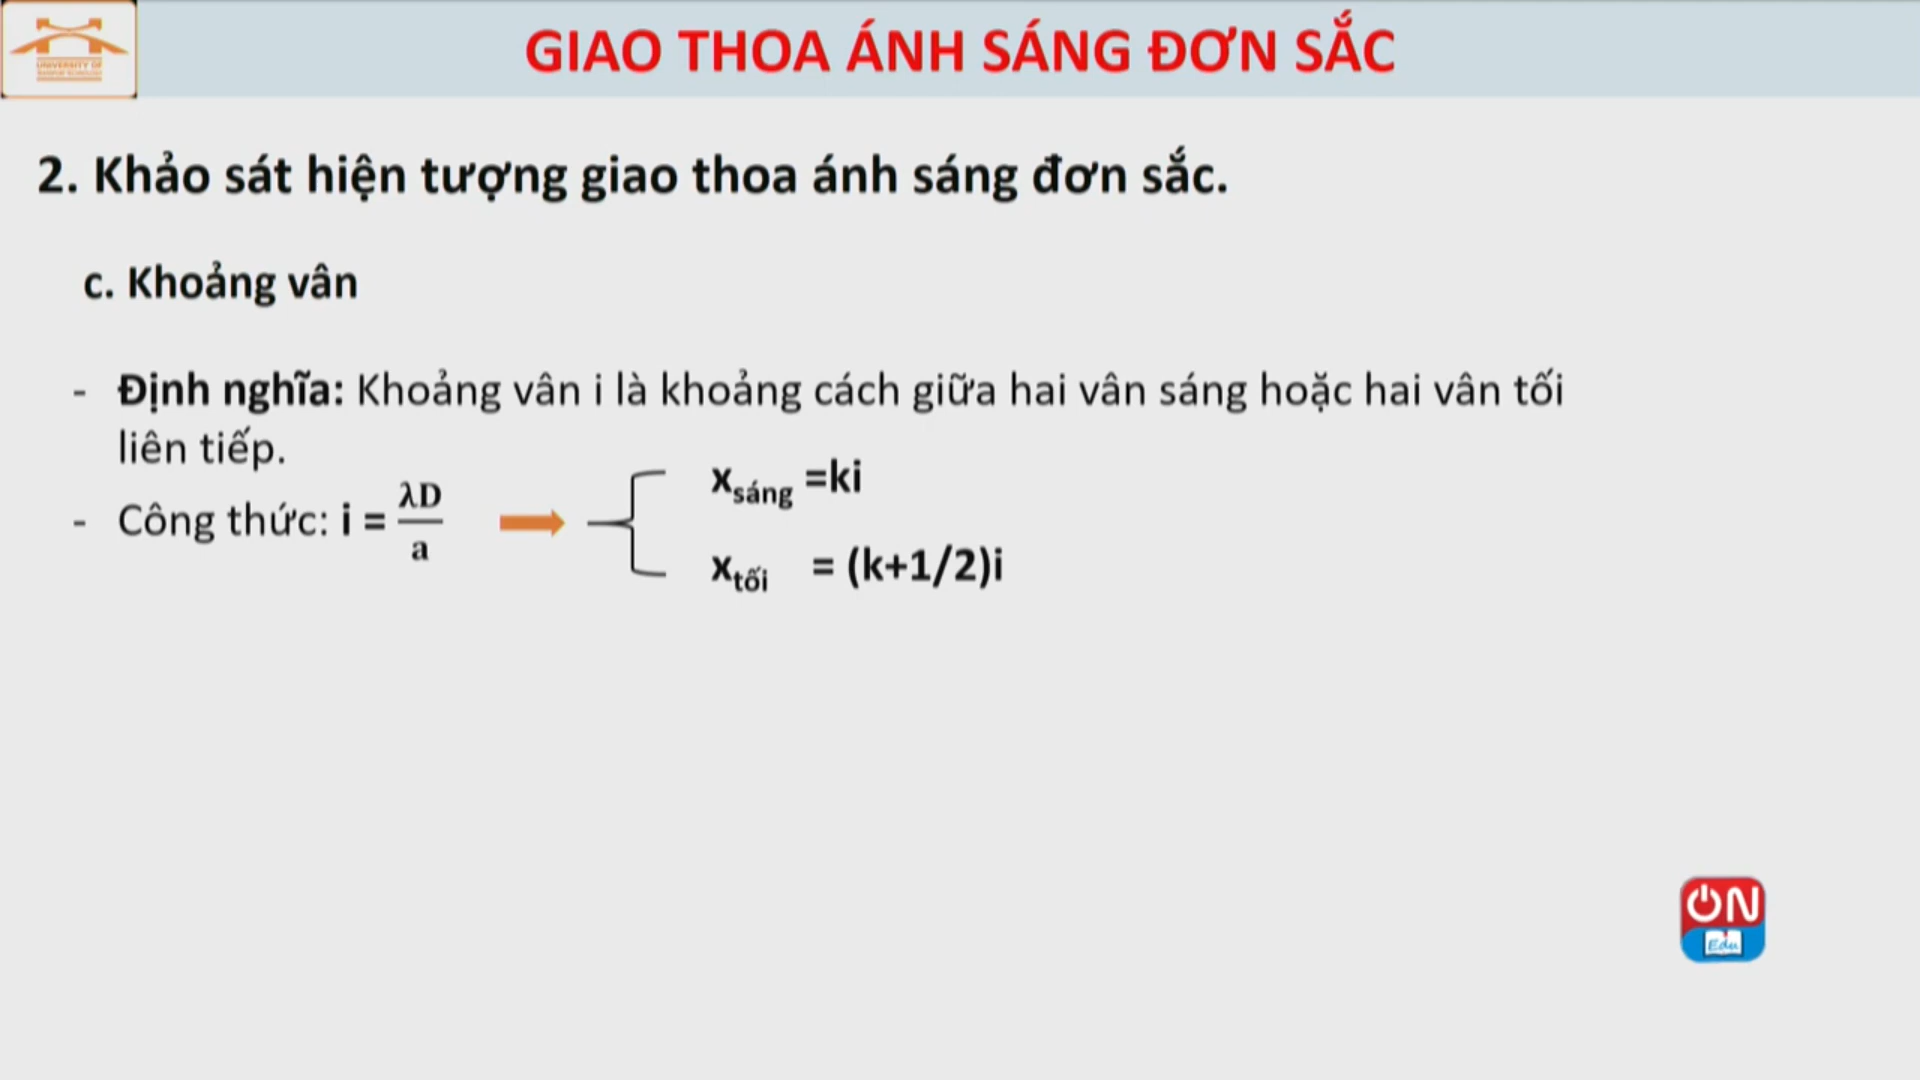 GIAO THOA ÁNH SÁNG ĐƠN SẮC
UNIVERSITY OF
2. Khảo sát hiện tượng giao thoa ánh sáng đơn sắc.
c. Khoảng vân
- Định nghĩa: Khoảng vân i là khoảng cách giữa hai vân sáng hoặc hai vân tối
liên tiếp.
- Công thức: i = λD/a
xsáng =ki
xtối = (k+1/2)i
ON
Edu